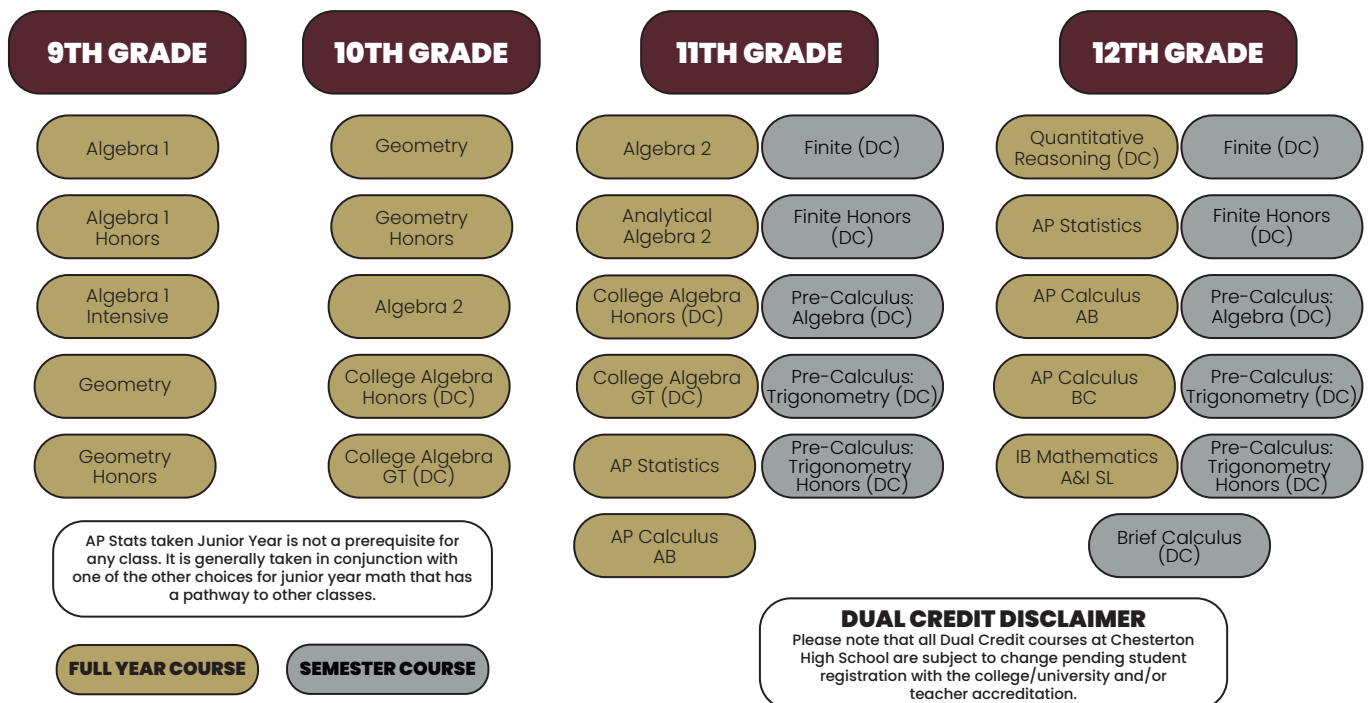 9TH GRADE
10TH GRADE
11TH GRADE
12TH GRADE
Algebra 1
Algebra 1
Honors
Algebra 1
Intensive
Geometry
Geometry
Honors
Geometry
Geometry
Honors
Algebra 2
College Algebra
Honors (DC)
College Algebra
GT (DC)
Algebra 2
Analytical
Algebra 2
College Algebra
Honors (DC)
College Algebra
GT (DC)
AP Statistics
AP Calculus
AB
Finite (DC)
Finite Honors
(DC)
Pre-Calculus:
Algebra (DC)
Pre-Calculus:
Trigonometry (DC)
Pre-Calculus:
Trigonometry
Honors (DC)
Quantitative
Reasoning (DC)
AP Statistics
AP Calculus
AB
AP Calculus
BC
IB Mathematics
A&I SL
Finite (DC)
Finite Honors
(DC)
Pre-Calculus:
Algebra (DC)
Pre-Calculus:
Trigonometry (DC)
Pre-Calculus:
Trigonometry
Honors (DC)
Brief Calculus
(DC)
AP Stats taken Junior Year is not a prerequisite for
any class. It is generally taken in conjunction with
one of the other choices for junior year math that has
a pathway to other classes.
FULL YEAR COURSE
SEMESTER COURSE
DUAL CREDIT DISCLAIMER
Please note that all Dual Credit courses at Chesterton
High School are subject to change pending student
registration with the college/university and/or
teacher accreditation.